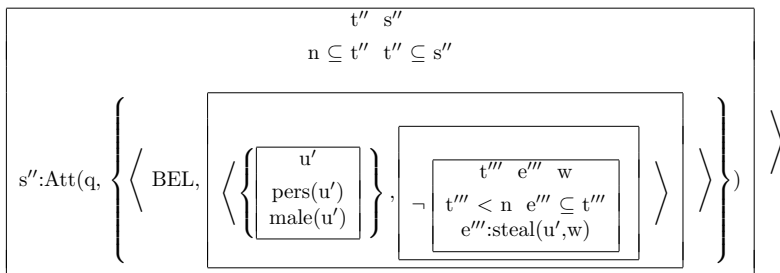 t″ s″
n ⊆ t″ t″ ⊆ s″
s″:Att(q, { ⟨ BEL, ⟨ { u′ pers(u′) male(u′) } , ¬ t‴ e‴ w t‴ < n e‴ ⊆ t‴ e‴:steal(u′,w) ⟩ ⟩ } ) ⟩